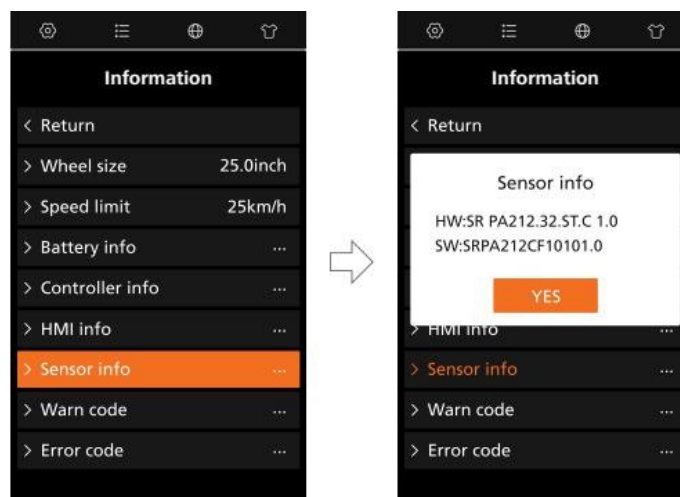 Information
< Return
> Wheel size 25.0inch
> Speed limit 25km/h
> Battery info ...
> Controller info ...
> HMI info ...
> Sensor info ...
> Warn code ...
> Error code ...
Information
< Return
Sensor info
HW:SR PA212.32.ST.C 1.0
SW:SRPA212CF10101.0
YES
> HMI info ...
> Sensor info ...
> Warn code ...
> Error code ...